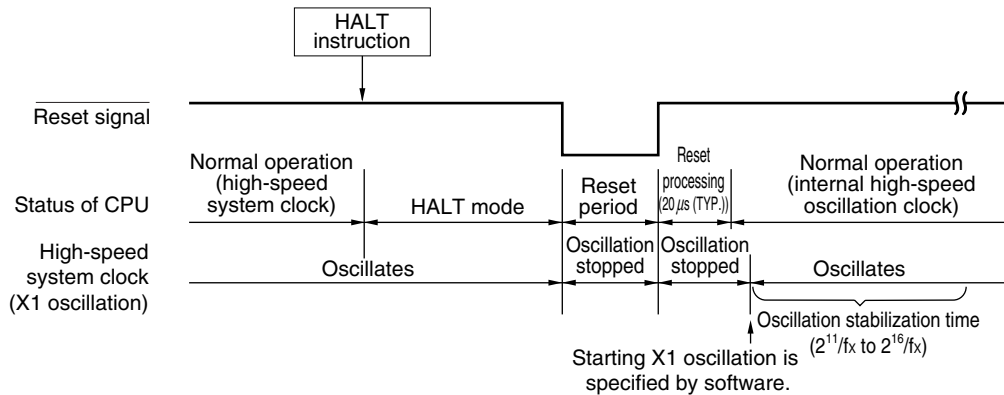 HALT
instruction
Reset signal
Normal operation
(high-speed
system clock)
HALT mode
Reset
period
Reset
processing
(20 μs (TYP.))
Normal operation
(internal high-speed
oscillation clock)
Status of CPU
High-speed
system clock
(X1 oscillation)
Oscillates
Oscillation
stopped
Oscillation
stopped
Oscillates
Oscillation stabilization time
(2¹¹/fx to 2¹⁶/fx)
Starting X1 oscillation is
specified by software.